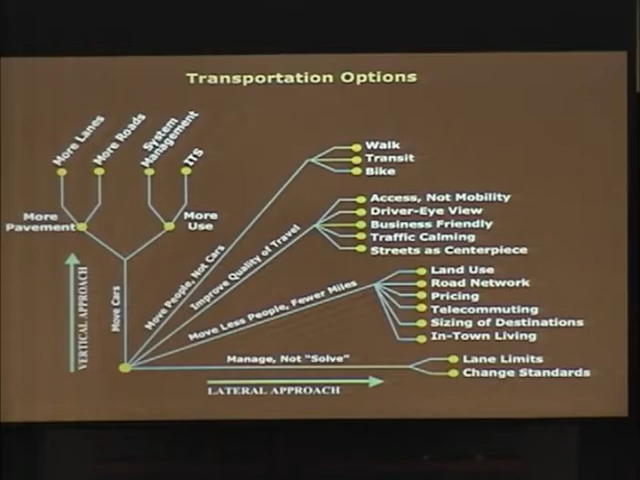 Transportation Options
More Lanes
More Roads
System
Management
ITS
More
Pavement
More
Use
Move Cars
VERTICAL APPROACH
Move People, Not Cars
Walk
Transit
Bike
Improve Quality of Travel
Access, Not Mobility
Driver-Eye View
Business Friendly
Traffic Calming
Streets as Centerpiece
Move Less People, Fewer Miles
Land Use
Road Network
Pricing
Telecommuting
Sizing of Destinations
In-Town Living
Manage, Not "Solve"
Lane Limits
Change Standards
LATERAL APPROACH